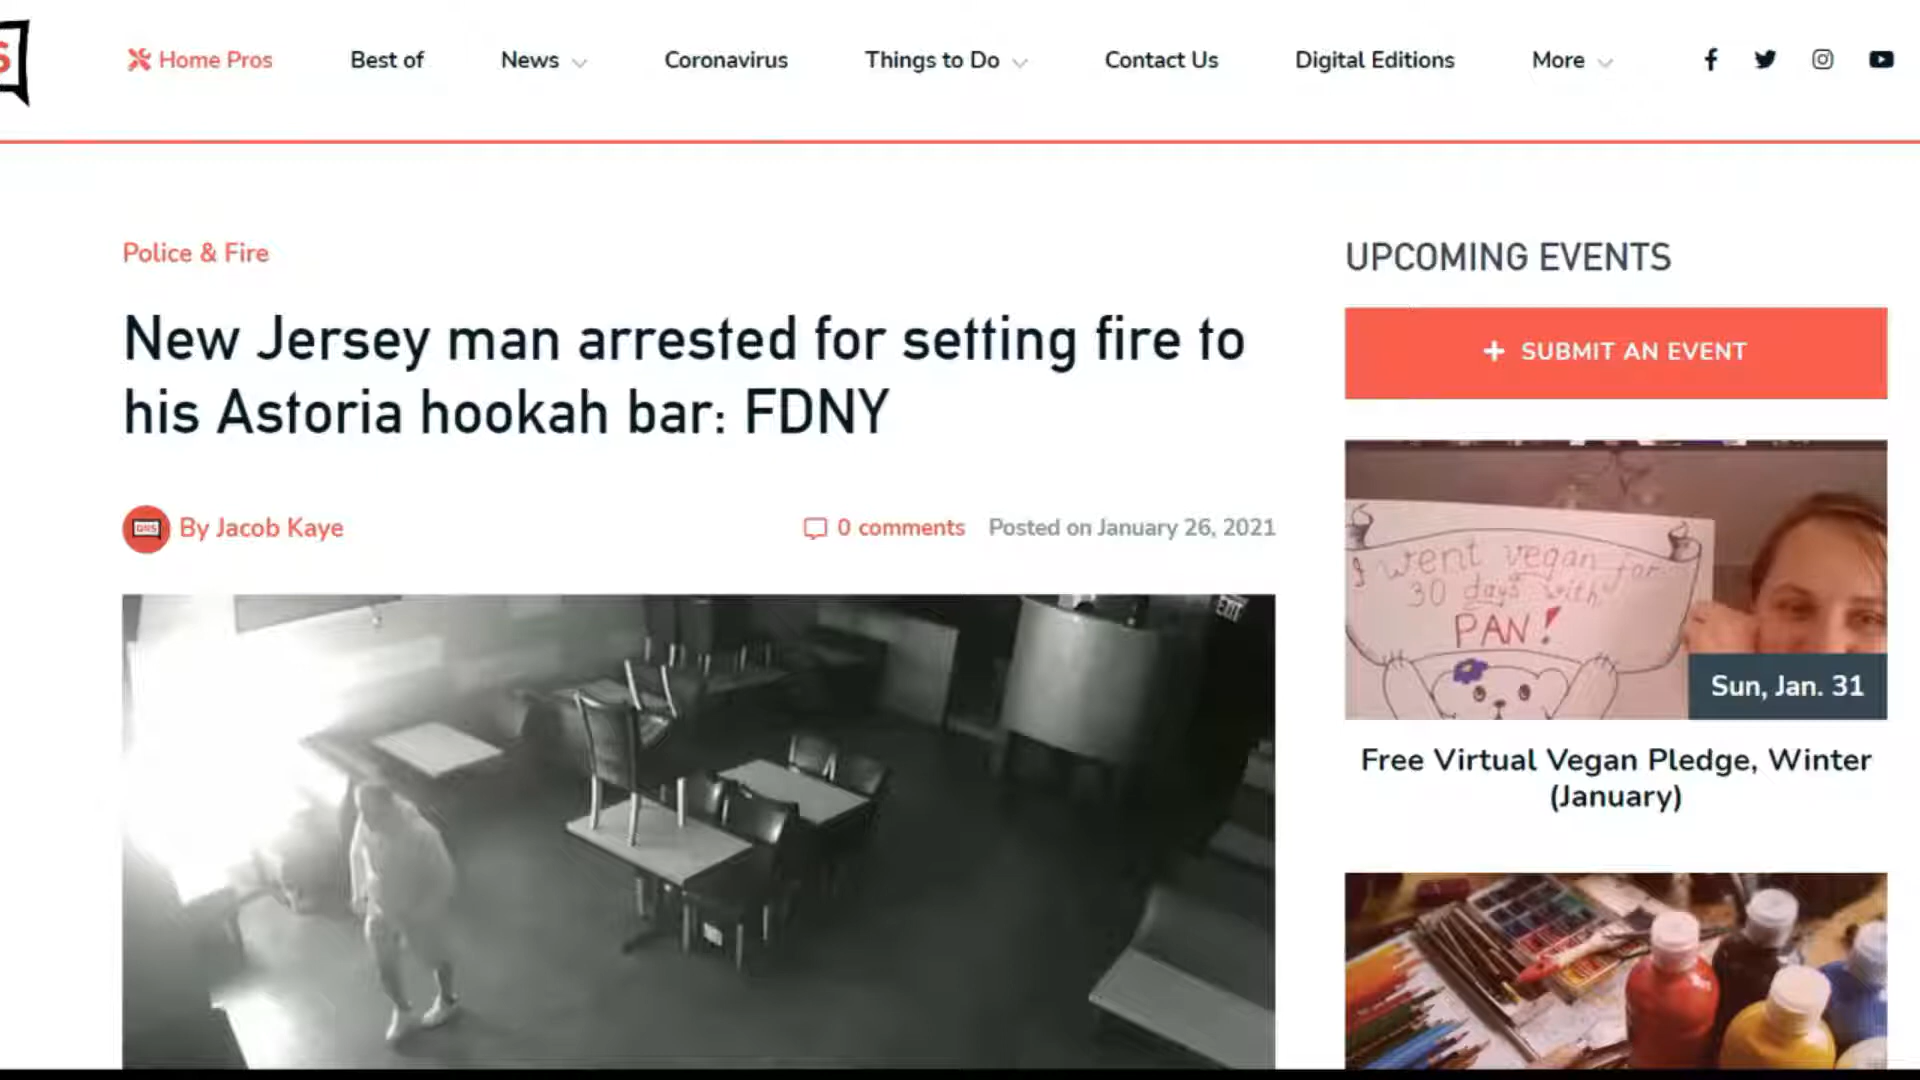 S
Home Pros
Best of
News
Coronavirus
Things to Do
Contact Us
Digital Editions
More
Police & Fire
New Jersey man arrested for setting fire to
his Astoria hookah bar: FDNY
QNS
By Jacob Kaye
0 comments
Posted on January 26, 2021
EXIT
UPCOMING EVENTS
+ SUBMIT AN EVENT
I went vegan for
30 days with
PAN!
Sun, Jan. 31
Free Virtual Vegan Pledge, Winter
(January)